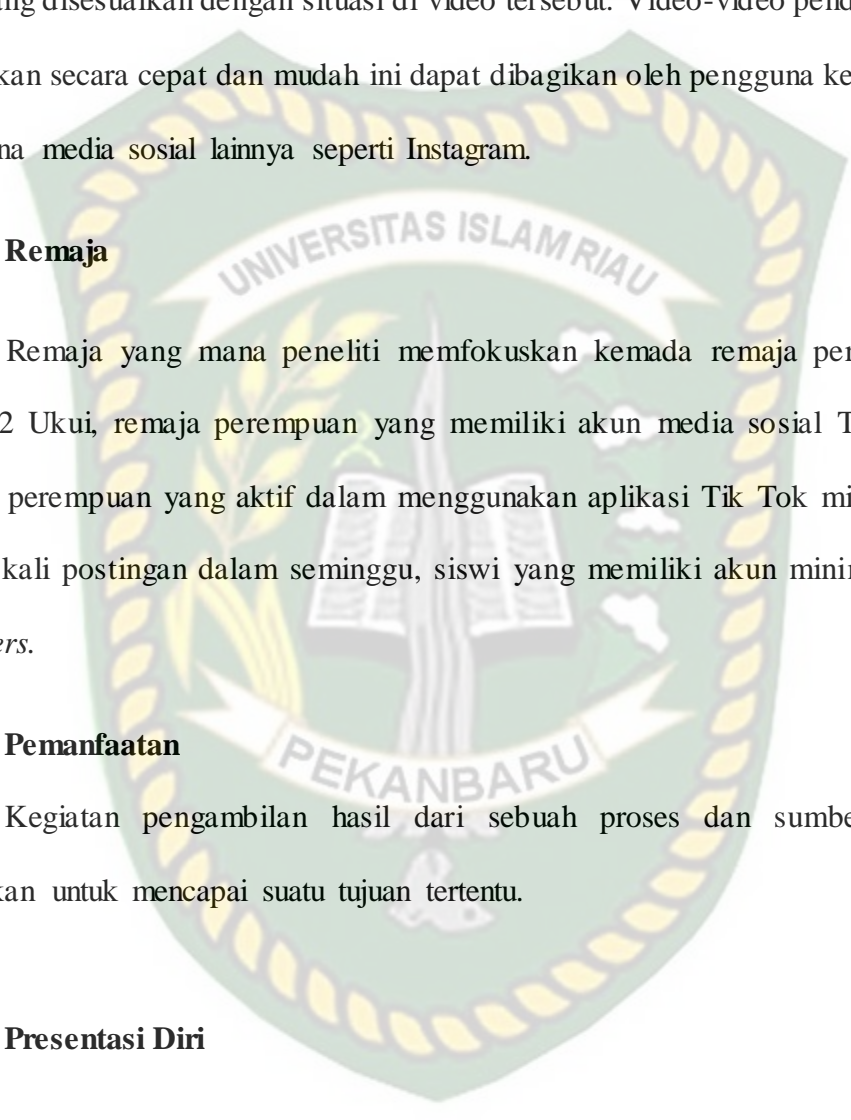 ng disesuaikan dengan situasi di video tersebut. Video-video pend
kan secara cepat dan mudah ini dapat dibagikan oleh pengguna ke
na media sosial lainnya seperti Instagram.
UNIVERSITAS ISLAM RIAU
Remaja
Remaja yang mana peneliti memfokuskan kemada remaja per
2 Ukui, remaja perempuan yang memiliki akun media sosial T
perempuan yang aktif dalam menggunakan aplikasi Tik Tok mi
kali postingan dalam seminggu, siswi yang memiliki akun minin
ers.
Pemanfaatan
PEKANBARU
Kegiatan pengambilan hasil dari sebuah proses dan sumbe
kan untuk mencapai suatu tujuan tertentu.
Presentasi Diri